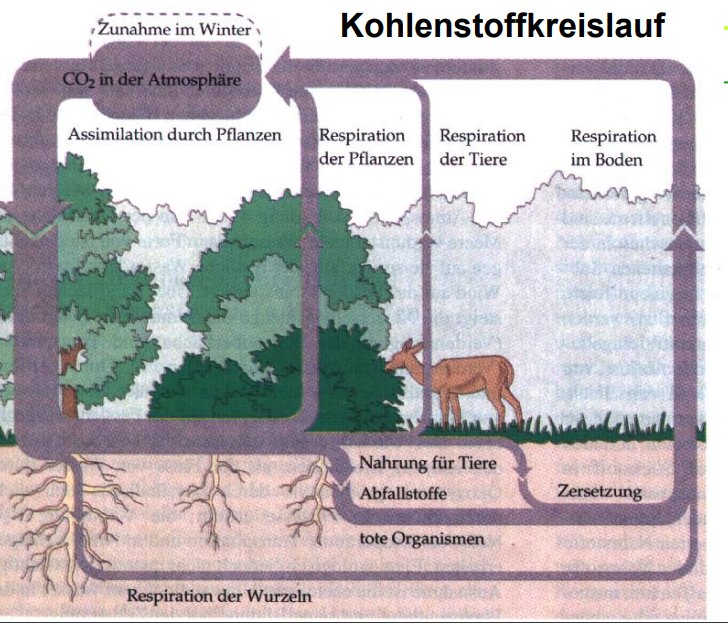 Kohlenstoffkreislauf
Zunahme im Winter
CO₂ in der Atmosphäre
Assimilation durch Pflanzen
Respiration
der Pflanzen
Respiration
der Tiere
Respiration
im Boden
Nahrung für Tiere
Abfallstoffe
Zersetzung
tote Organismen
Respiration der Wurzeln